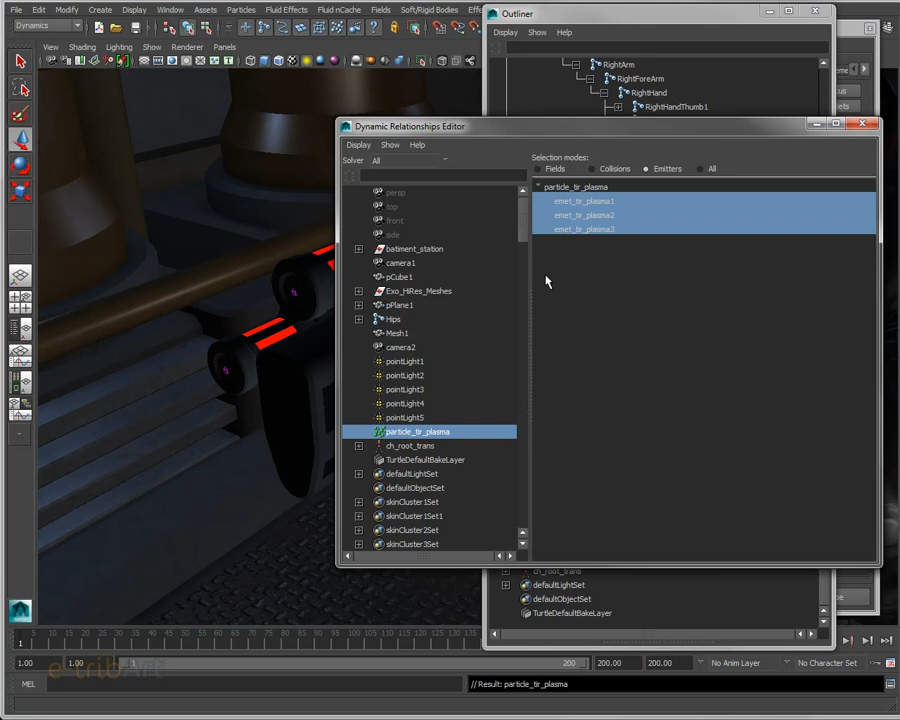 File Edit Modify Create Display Window Assets Particles Fluid Effects Fluid nCache Fields Soft/Rigid Bodies E
Dynamics
View Shading Lighting Show Renderer Panels
Outliner
Display Show Help
RightArm
RightForeArm
RightHand
RightHandThumb1
Dynamic Relationships Editor
Display Show Help
Solver All
Selection modes:
Fields Collisions Emitters All
persp
top
front
side
batiment_station
camera1
pCube1
Exo_HiRes_Meshes
pPlane1
Hips
Mesh1
camera2
pointLight1
pointLight2
pointLight3
pointLight4
pointLight5
particle_tir_plasma
ch_root_trans
TurtleDefaultBakeLayer
defaultLightSet
defaultObjectSet
skinCluster1Set
skinCluster1Set1
skinCluster2Set
skinCluster3Set
particle_tir_plasma
emet_tir_plasma1
emet_tir_plasma2
emet_tir_plasma3
ch_root_trans
defaultLightSet
defaultObjectSet
TurtleDefaultBakeLayer
5 10 15 20 25 30 35 40 45 50 55 60 65 70 75 80 85 90 95 100 105 110 115 120 125 130 135
1
1.00 1.00 1 200 200.00 200.00 No Anim Layer No Character Set
e-tribArt
MEL // Result: particle_tir_plasma